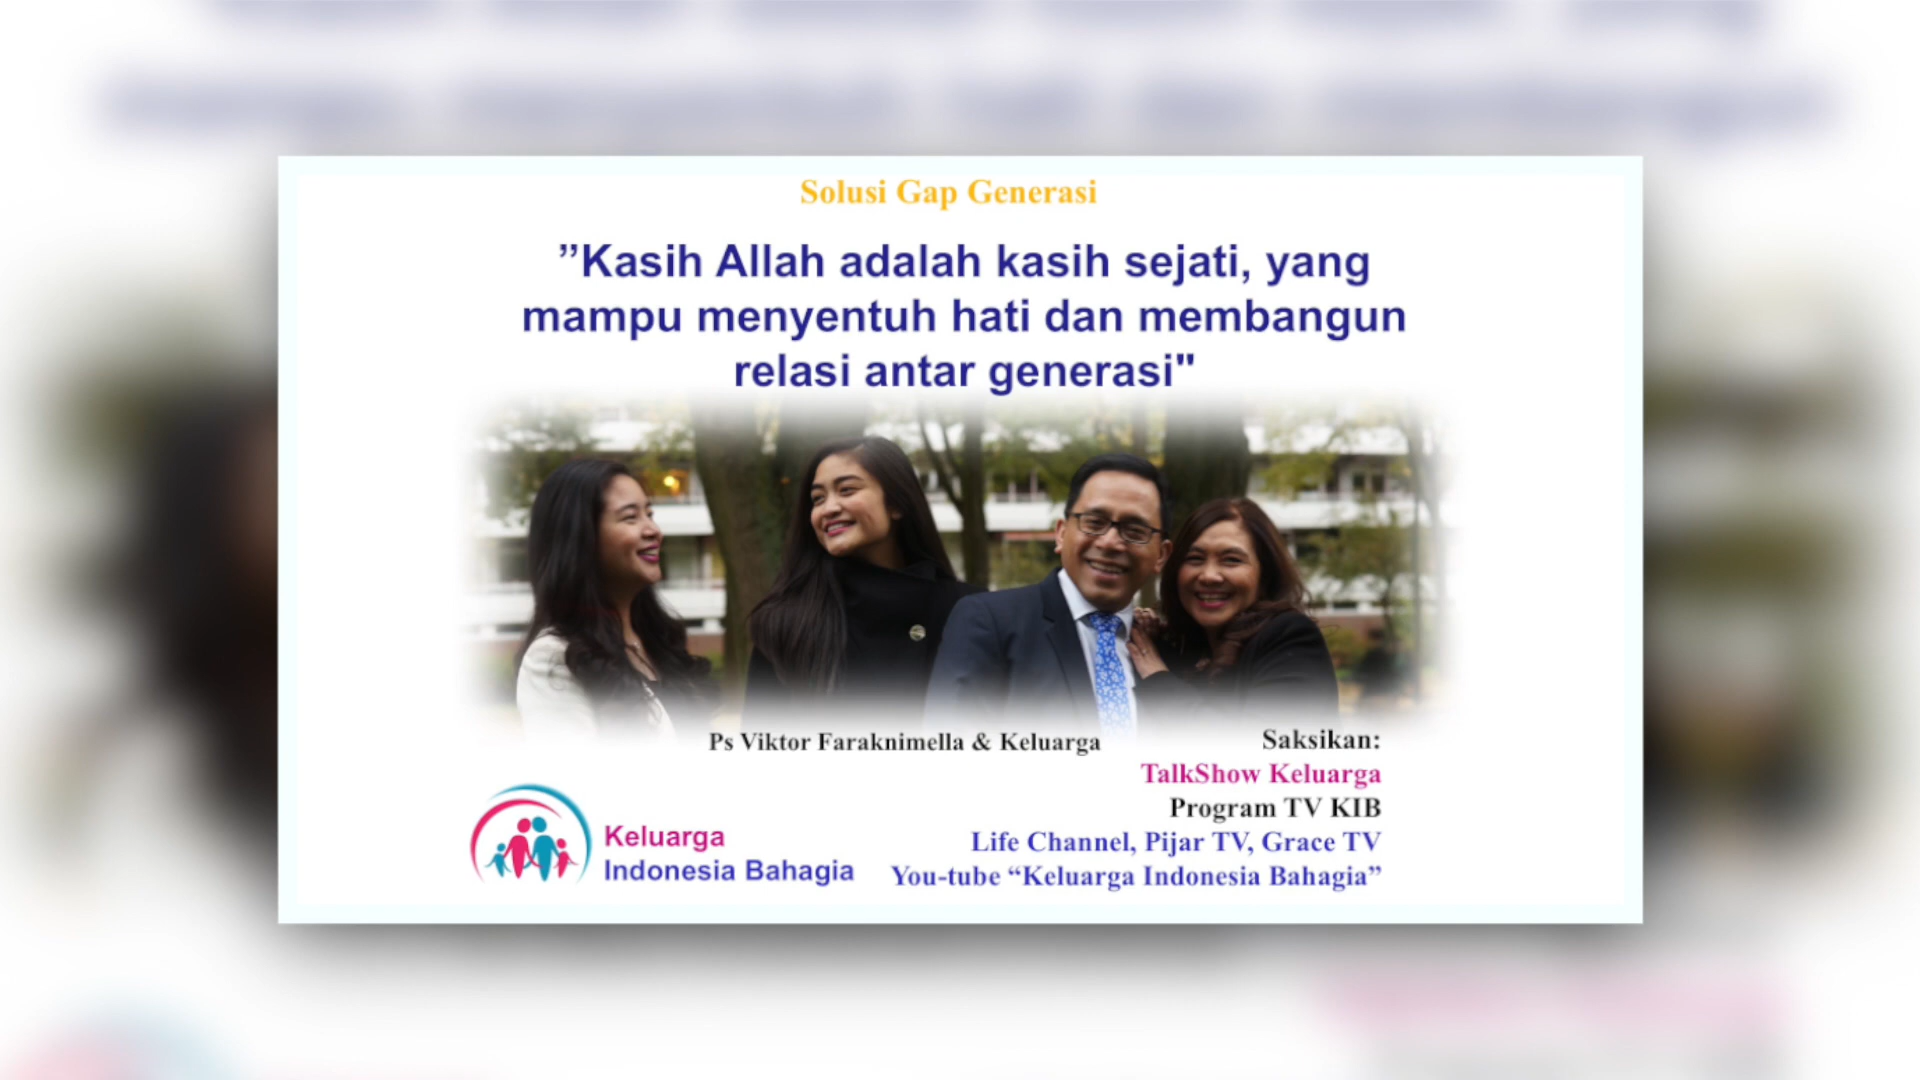 Solusi Gap Generasi
”Kasih Allah adalah kasih sejati, yang
mampu menyentuh hati dan membangun
relasi antar generasi"
Ps Viktor Faraknimella & Keluarga
Saksikan:
TalkShow Keluarga
Program TV KIB
Life Channel, Pijar TV, Grace TV
You-tube “Keluarga Indonesia Bahagia”
Keluarga
Indonesia Bahagia